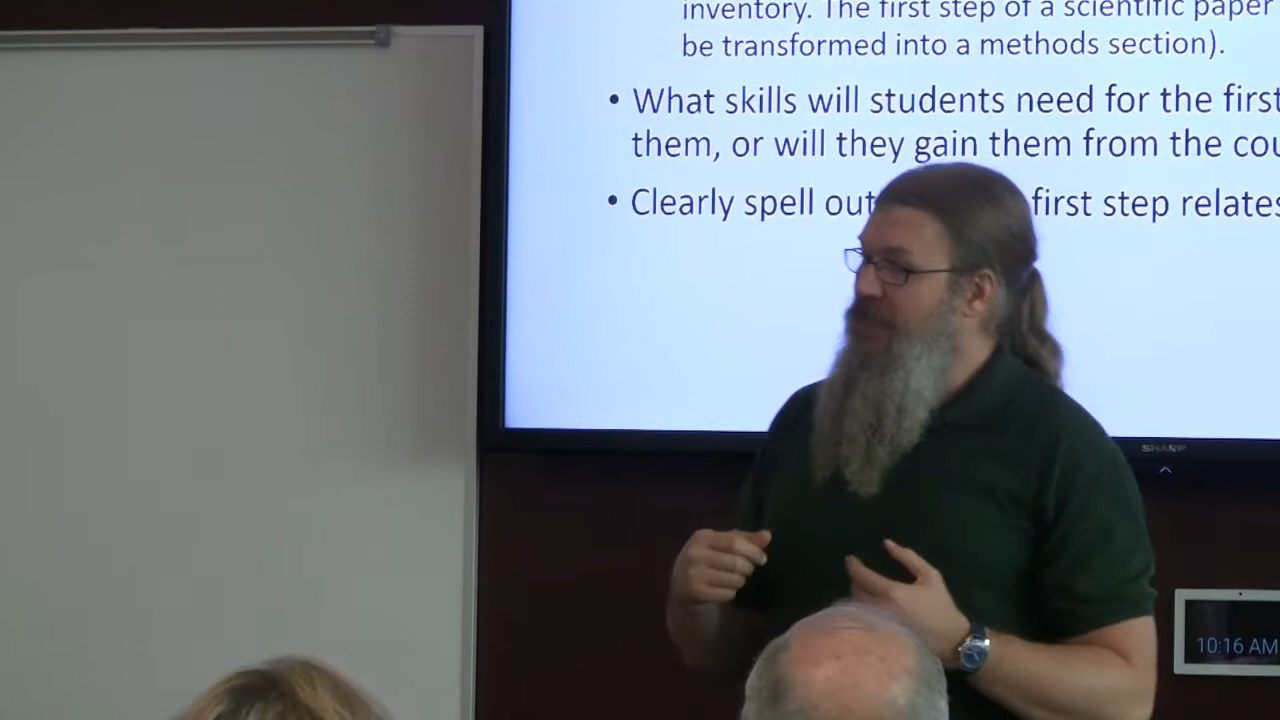 inventory. The first step of a scientific paper
be transformed into a methods section).
• What skills will students need for the first
them, or will they gain them from the cou
• Clearly spell out first step relates
SHARP
10:16 AM